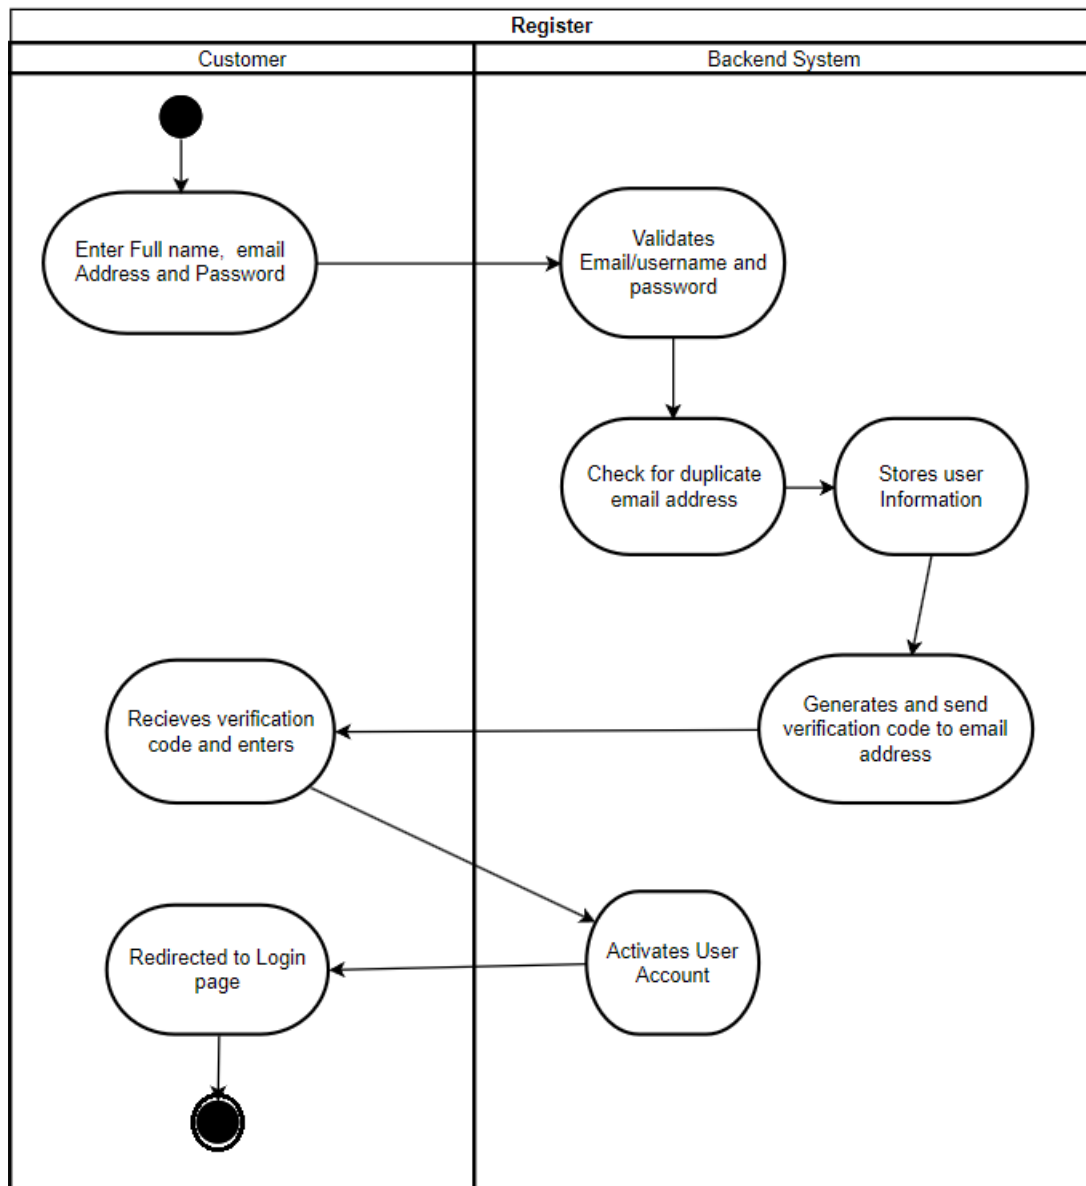 Register
Customer
Backend System
Enter Full name,  email
Address and Password
Validates
Email/username and
password
Check for duplicate
email address
Stores user
Information
Recieves verification
code and enters
Generates and send
verification code to email
address
Redirected to Login
page
Activates User
Account